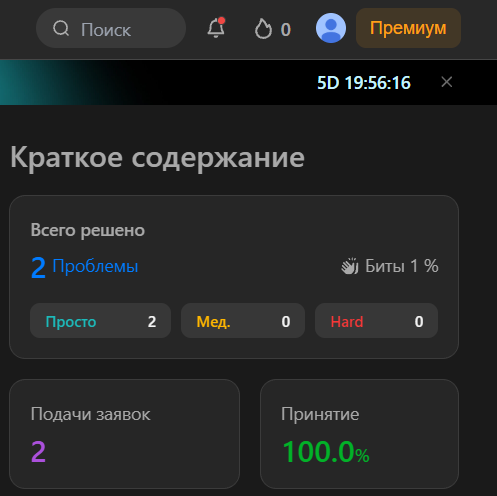 Поиск 0 Премиум
5D 19:56:16
Краткое содержание
Всего решено
2 Проблемы Биты 1 %
Просто 2 Мед. 0 Hard 0
Подачи заявок Принятие
2 100.0%